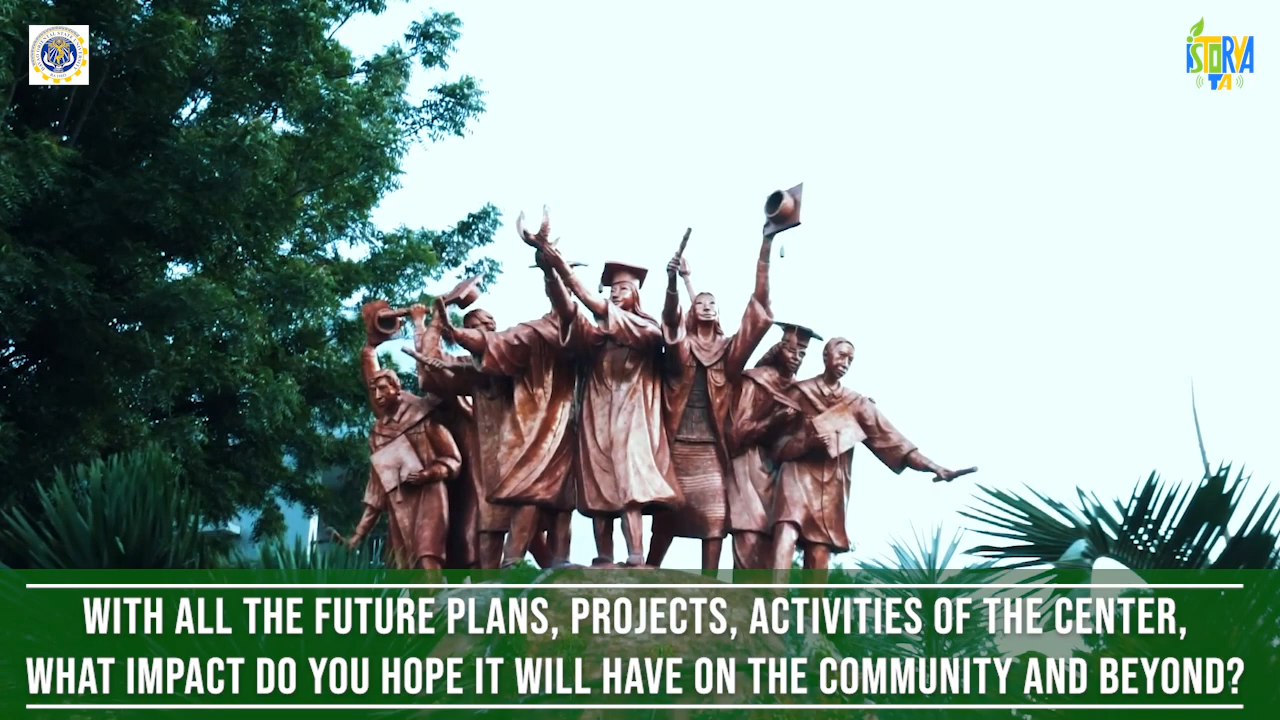 ISTORYA
TA
WITH ALL THE FUTURE PLANS, PROJECTS, ACTIVITIES OF THE CENTER,
WHAT IMPACT DO YOU HOPE IT WILL HAVE ON THE COMMUNITY AND BEYOND?